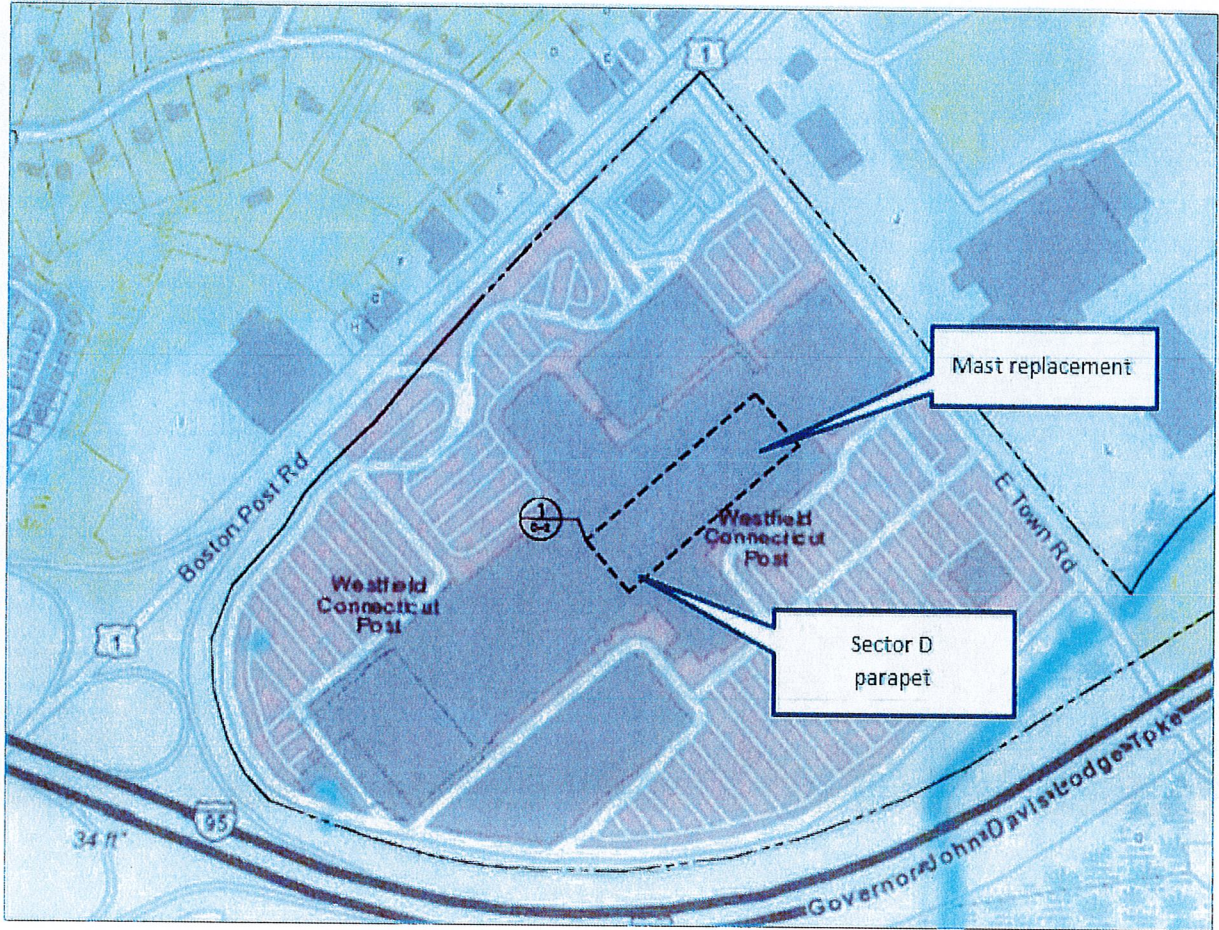 1
Mast replacement
Boston Post Rd
E Town Rd
1
Westfield
Connecticut
Post
Westfield
Connecticut
Post
1
Sector D
parapet
95
34 ft
Governor John Davis Lodge Tpke